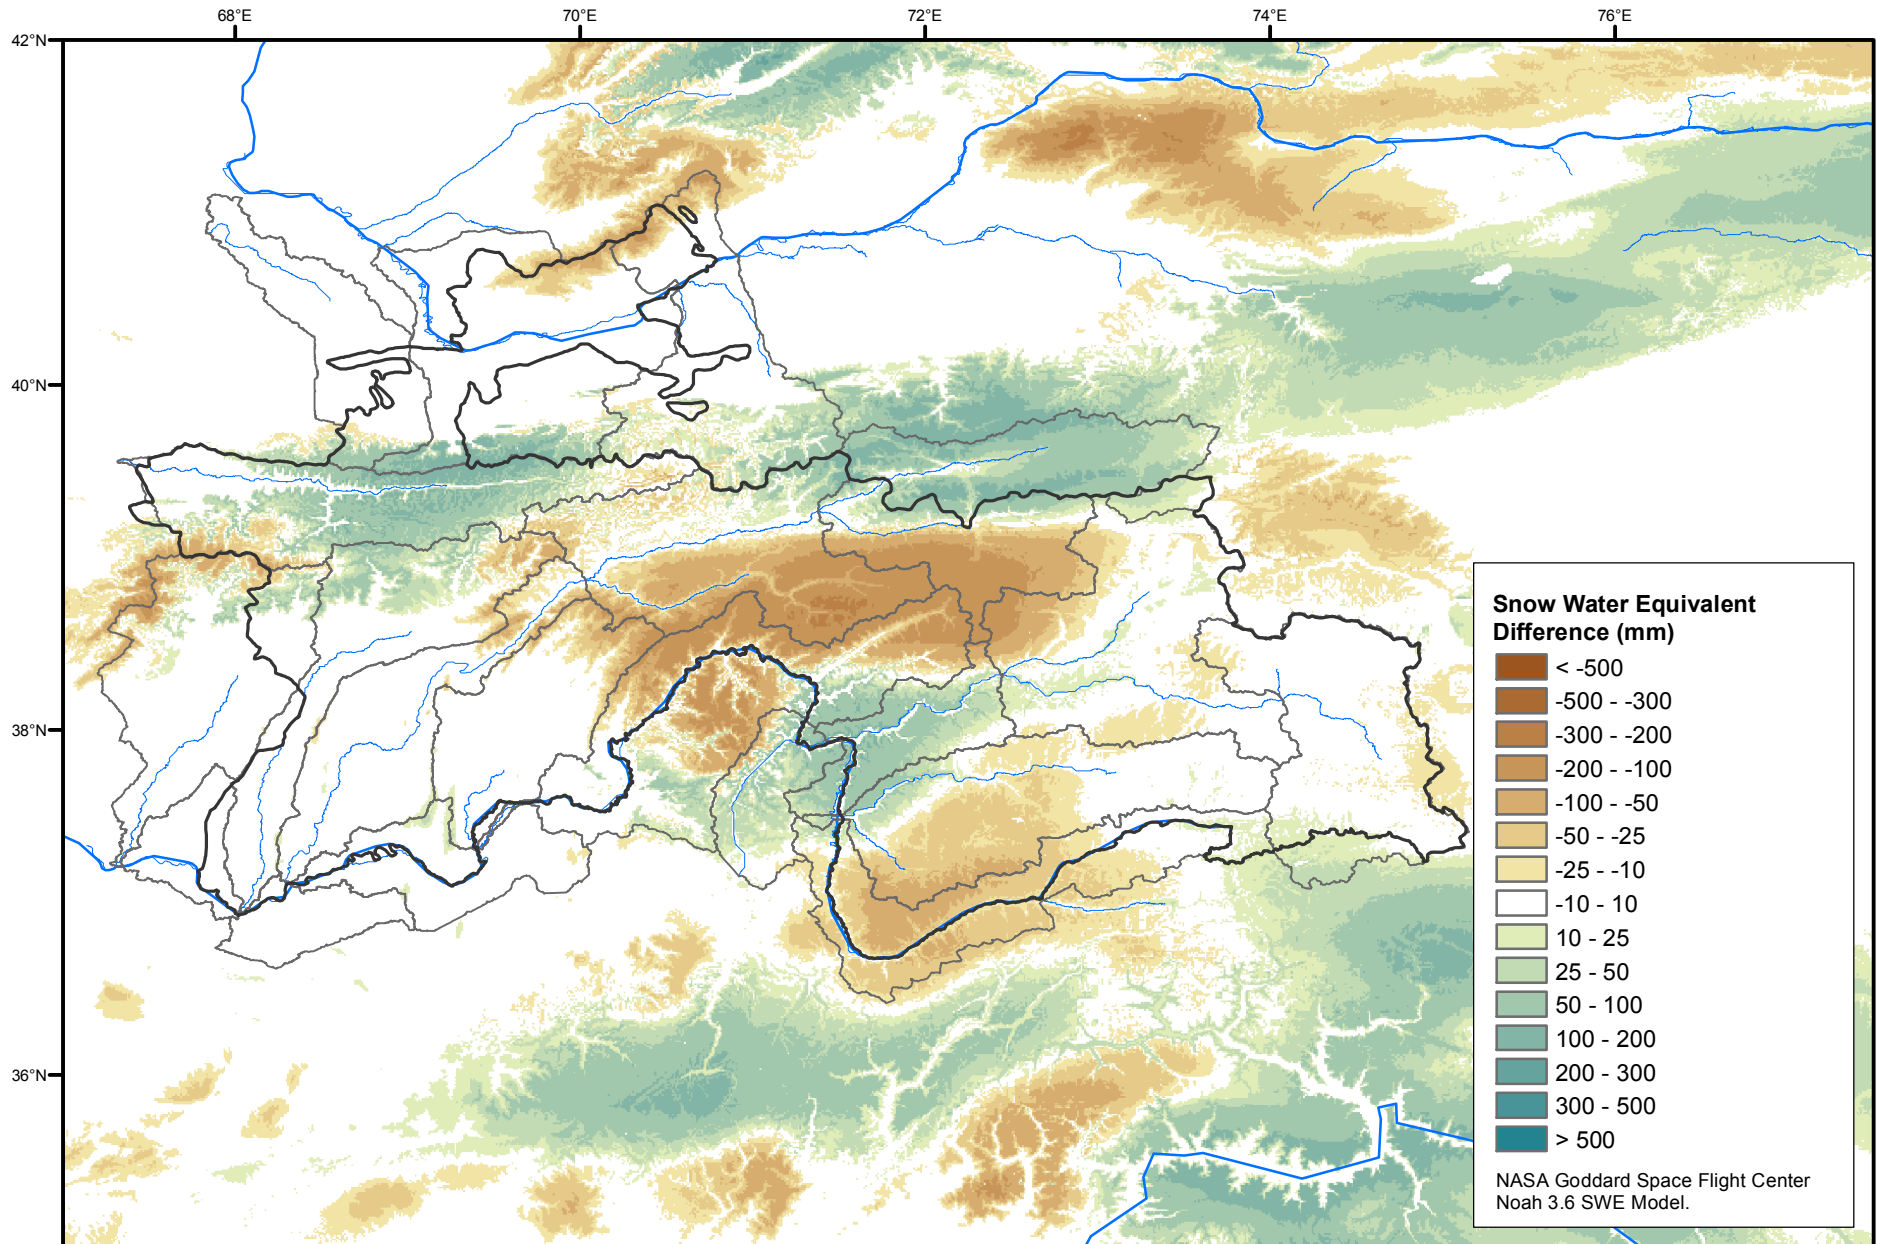 68°E 70°E 72°E 74°E 76°E
42°N
40°N
38°N
36°N
Snow Water Equivalent
Difference (mm)
< -500
-500 - -300
-300 - -200
-200 - -100
-100 - -50
-50 - -25
-25 - -10
-10 - 10
10 - 25
25 - 50
50 - 100
100 - 200
200 - 300
300 - 500
> 500
NASA Goddard Space Flight Center
Noah 3.6 SWE Model.